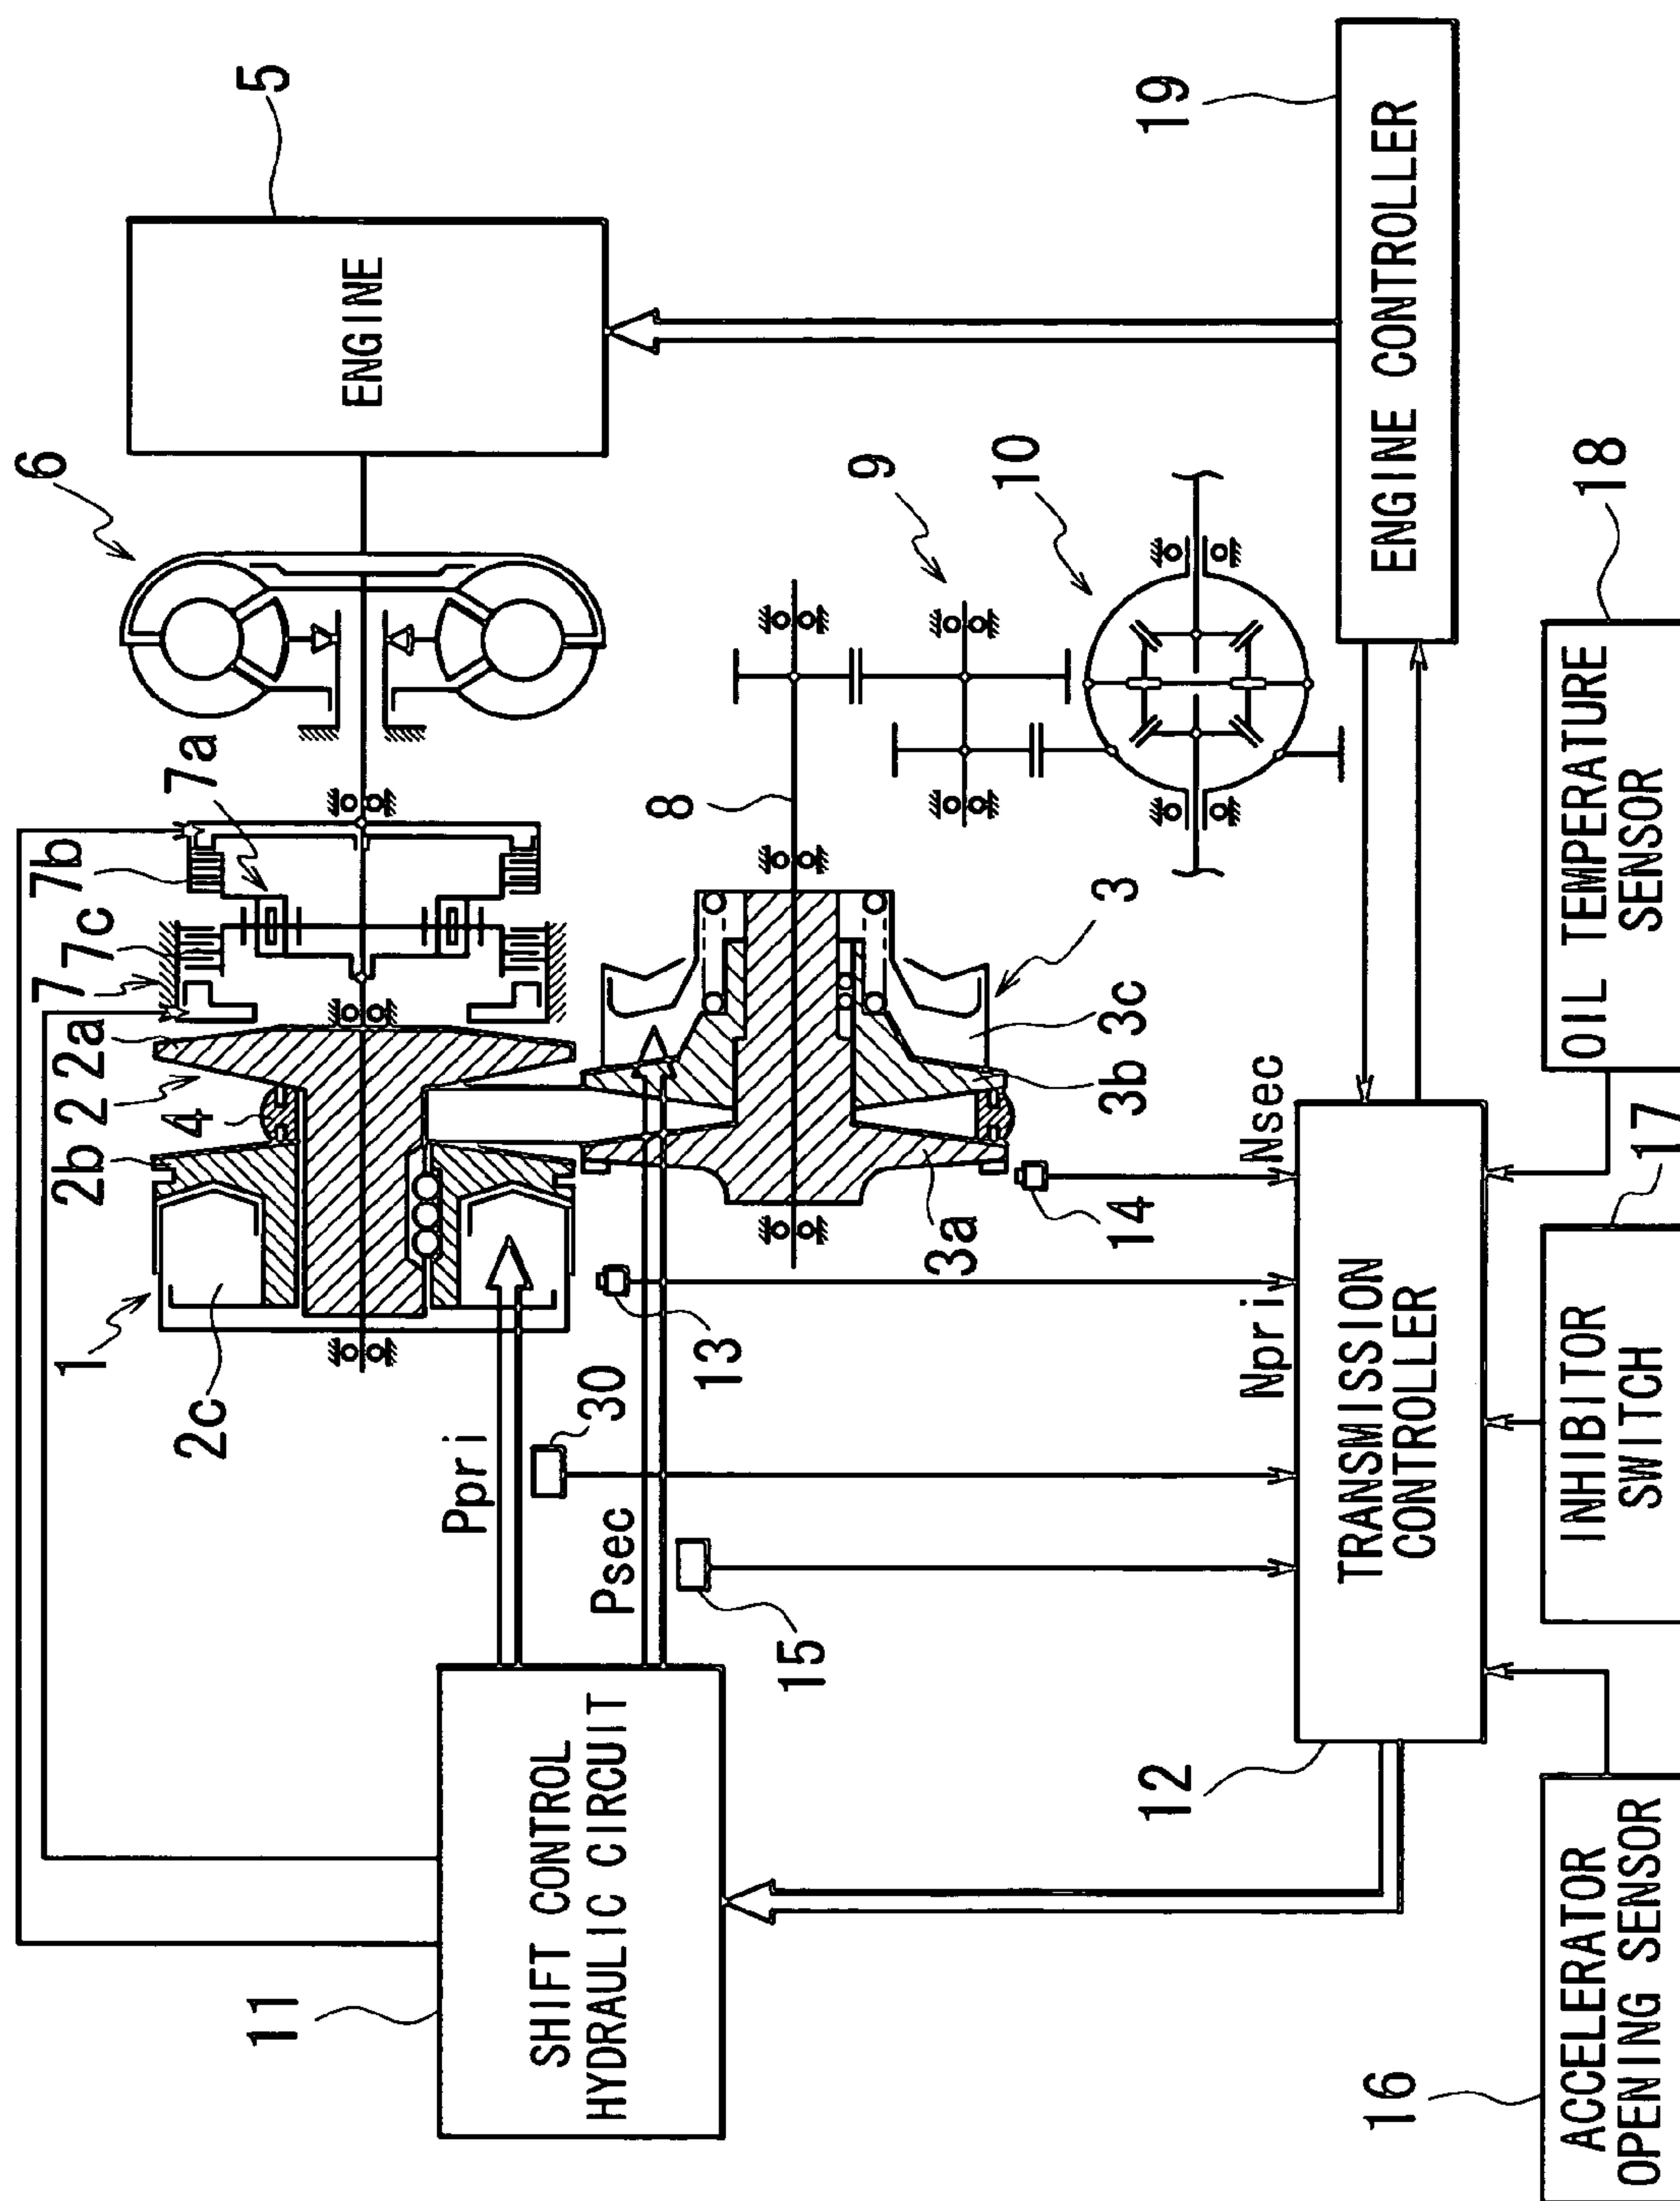 1
2c
2b
4
2
2a
7
7c
7b
7a
6
5
ENGINE
11
SHIFT CONTROL
HYDRAULIC CIRCUIT
Ppri
30
Psec
15
13
3a
14
3b
3c
3
8
9
10
19
ENGINE CONTROLLER
12
TRANSMISSION
CONTROLLER
Npri
Nsec
16
ACCELERATOR
OPENING SENSOR
INHIBITOR
SWITCH
17
OIL TEMPERATURE
SENSOR
18